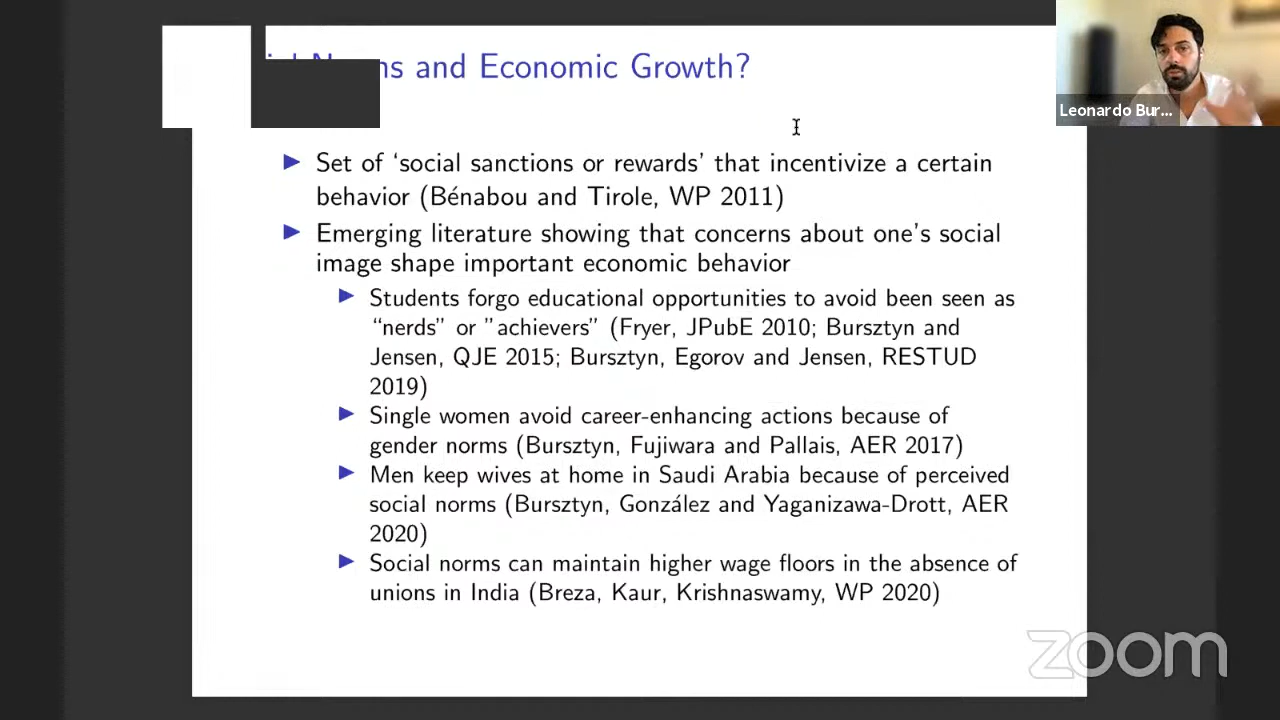 ns and Economic Growth?
Leonardo Bur...
▶ Set of ‘social sanctions or rewards’ that incentivize a certain
behavior (Bénabou and Tirole, WP 2011)
▶ Emerging literature showing that concerns about one’s social
image shape important economic behavior
▶ Students forgo educational opportunities to avoid been seen as
“nerds” or ”achievers” (Fryer, JPubE 2010; Bursztyn and
Jensen, QJE 2015; Bursztyn, Egorov and Jensen, RESTUD
2019)
▶ Single women avoid career-enhancing actions because of
gender norms (Bursztyn, Fujiwara and Pallais, AER 2017)
▶ Men keep wives at home in Saudi Arabia because of perceived
social norms (Bursztyn, González and Yaganizawa-Drott, AER
2020)
▶ Social norms can maintain higher wage floors in the absence of
unions in India (Breza, Kaur, Krishnaswamy, WP 2020)
zoom